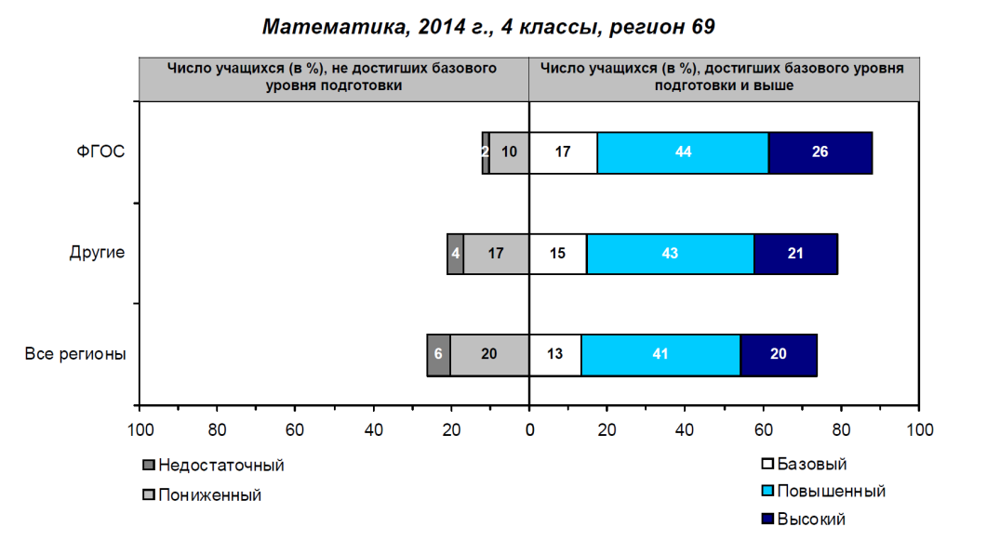 Математика, 2014 г., 4 классы, регион 69
Число учащихся (в %), не достигших базового
уровня подготовки
Число учащихся (в %), достигших базового уровня
подготовки и выше
ФГОС
2 10 17 44 26
Другие
4 17 15 43 21
Все регионы
6 20 13 41 20
100 80 60 40 20 0 20 40 60 80 100
Недостаточный
Пониженный
Базовый
Повышенный
Высокий